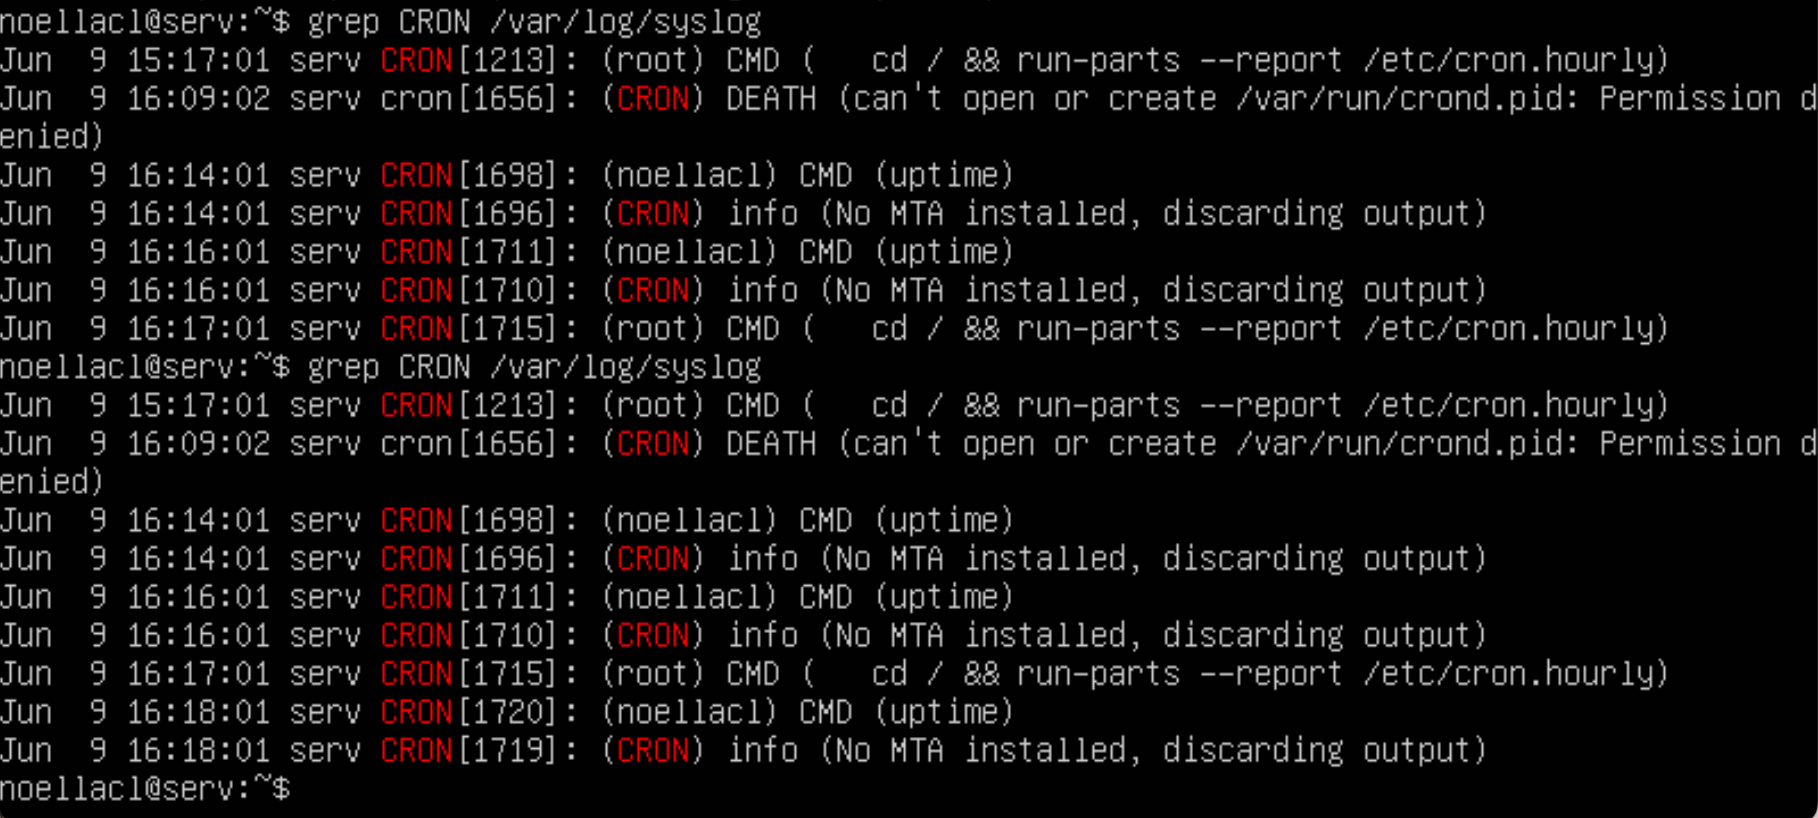 noellacl@serv:~$ grep CRON /var/log/syslog
Jun  9 15:17:01 serv CRON[1213]: (root) CMD (   cd / && run-parts --report /etc/cron.hourly)
Jun  9 16:09:02 serv cron[1656]: (CRON) DEATH (can't open or create /var/run/crond.pid: Permission d
enied)
Jun  9 16:14:01 serv CRON[1698]: (noellacl) CMD (uptime)
Jun  9 16:14:01 serv CRON[1696]: (CRON) info (No MTA installed, discarding output)
Jun  9 16:16:01 serv CRON[1711]: (noellacl) CMD (uptime)
Jun  9 16:16:01 serv CRON[1710]: (CRON) info (No MTA installed, discarding output)
Jun  9 16:17:01 serv CRON[1715]: (root) CMD (   cd / && run-parts --report /etc/cron.hourly)
noellacl@serv:~$ grep CRON /var/log/syslog
Jun  9 15:17:01 serv CRON[1213]: (root) CMD (   cd / && run-parts --report /etc/cron.hourly)
Jun  9 16:09:02 serv cron[1656]: (CRON) DEATH (can't open or create /var/run/crond.pid: Permission d
enied)
Jun  9 16:14:01 serv CRON[1698]: (noellacl) CMD (uptime)
Jun  9 16:14:01 serv CRON[1696]: (CRON) info (No MTA installed, discarding output)
Jun  9 16:16:01 serv CRON[1711]: (noellacl) CMD (uptime)
Jun  9 16:16:01 serv CRON[1710]: (CRON) info (No MTA installed, discarding output)
Jun  9 16:17:01 serv CRON[1715]: (root) CMD (   cd / && run-parts --report /etc/cron.hourly)
Jun  9 16:18:01 serv CRON[1720]: (noellacl) CMD (uptime)
Jun  9 16:18:01 serv CRON[1719]: (CRON) info (No MTA installed, discarding output)
noellacl@serv:~$